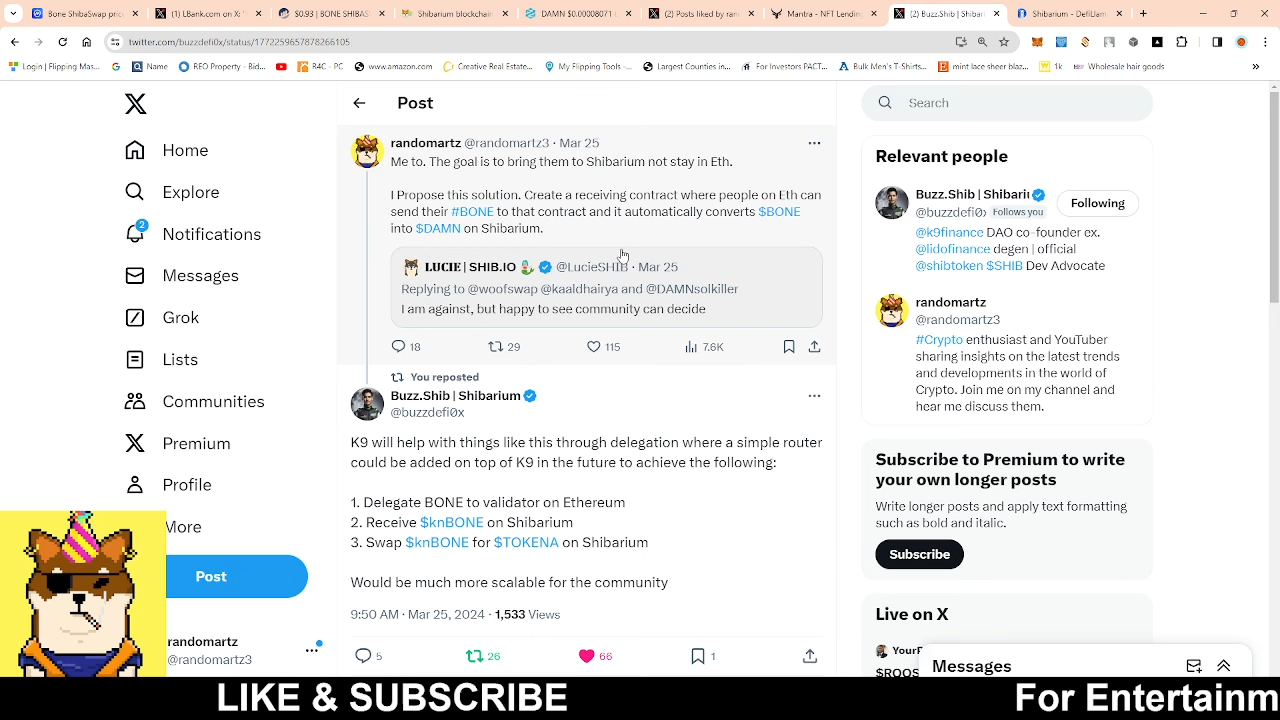 Bone ShibaSwap pric
(1) LBankcom on X: "
$0.93 | BONE SHIBAS
Shibarium blockchain
DAMN $0.00008071 (
(2) Posts liked by ran
Mantra - NFT Lending
(2) Buzz.Shib | Shibari
Shibarium - DefiLlam
twitter.com/buzzdefi0x/status/1772259657878266105
Login | Flipping Mas...
Name
REO Property - Bid...
R4C - PC
www.amazon.com
Creative Real Estate...
My Flipping Tools -...
Largest Counties i...
For Investors PACT...
Bulk Men's T-Shirts...
mint lace sheer blaz...
1k
Wholesale hair goods
Home
Explore
2
Notifications
Messages
Grok
Lists
Communities
Premium
Profile
More
Post
randomartz
@randomartz3
Post
randomartz @randomartz3 · Mar 25
Me to. The goal is to bring them to Shibarium not stay in Eth.
I Propose this solution. Create a receiving contract where people on Eth can
send their #BONE to that contract and it automatically converts $BONE
into $DAMN on Shibarium.
LUCIE | SHIB.IO @LucieSHIB · Mar 25
Replying to @woofswap @kaaldhairya and @DAMNsolkiller
I am against, but happy to see community can decide
18 29 115 7.6K
You reposted
Buzz.Shib | Shibarium
@buzzdefi0x
K9 will help with things like this through delegation where a simple router
could be added on top of K9 in the future to achieve the following:
1. Delegate BONE to validator on Ethereum
2. Receive $knBONE on Shibarium
3. Swap $knBONE for $TOKENA on Shibarium
Would be much more scalable for the community
9:50 AM · Mar 25, 2024 · 1,533 Views
5 26 66 1
Search
Relevant people
Buzz.Shib | Shibari
@buzzdefi0x Follows you
Following
@k9finance DAO co-founder ex.
@lidofinance degen | official
@shibtoken $SHIB Dev Advocate
randomartz
@randomartz3
#Crypto enthusiast and YouTuber
sharing insights on the latest trends
and developments in the world of
Crypto. Join me on my channel and
hear me discuss them.
Subscribe to Premium to write
your own longer posts
Write longer posts and apply text formatting
such as bold and italic.
Subscribe
Live on X
$ROOS
Messages
LIKE & SUBSCRIBE
For Entertainm